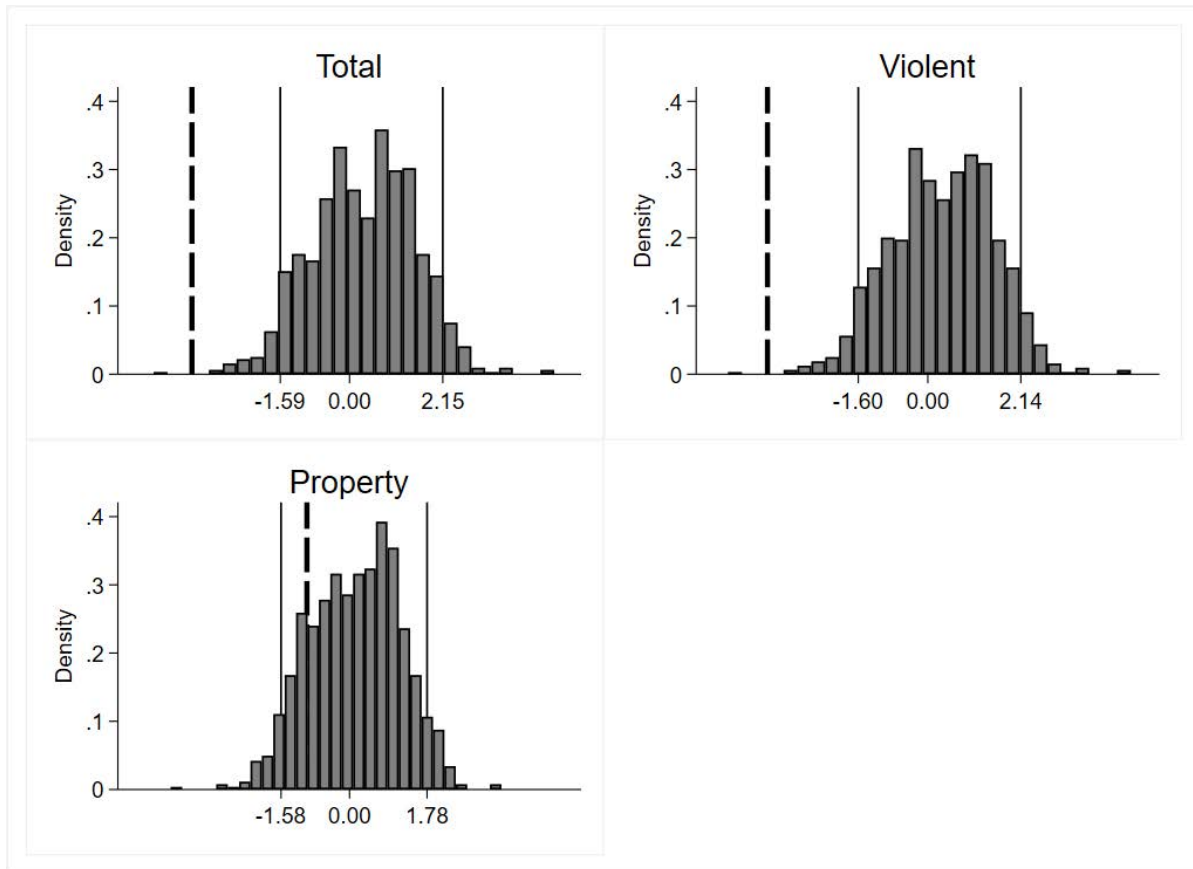 Total
.4
.3
.2
.1
0
Density
-1.59 0.00 2.15
Violent
.4
.3
.2
.1
0
Density
-1.60 0.00 2.14
Property
.4
.3
.2
.1
0
Density
-1.58 0.00 1.78